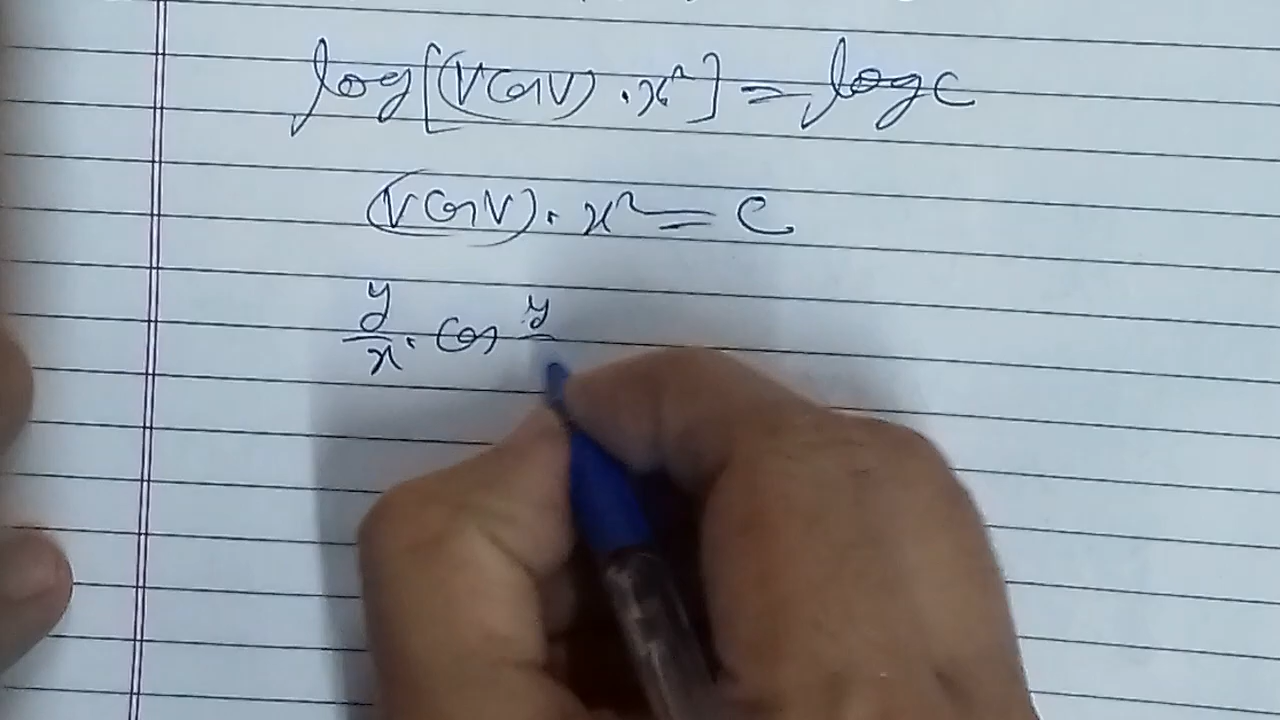 log[(v cos v) · x²] = log c
(v cos v) · x² = c
y/x · cos y/